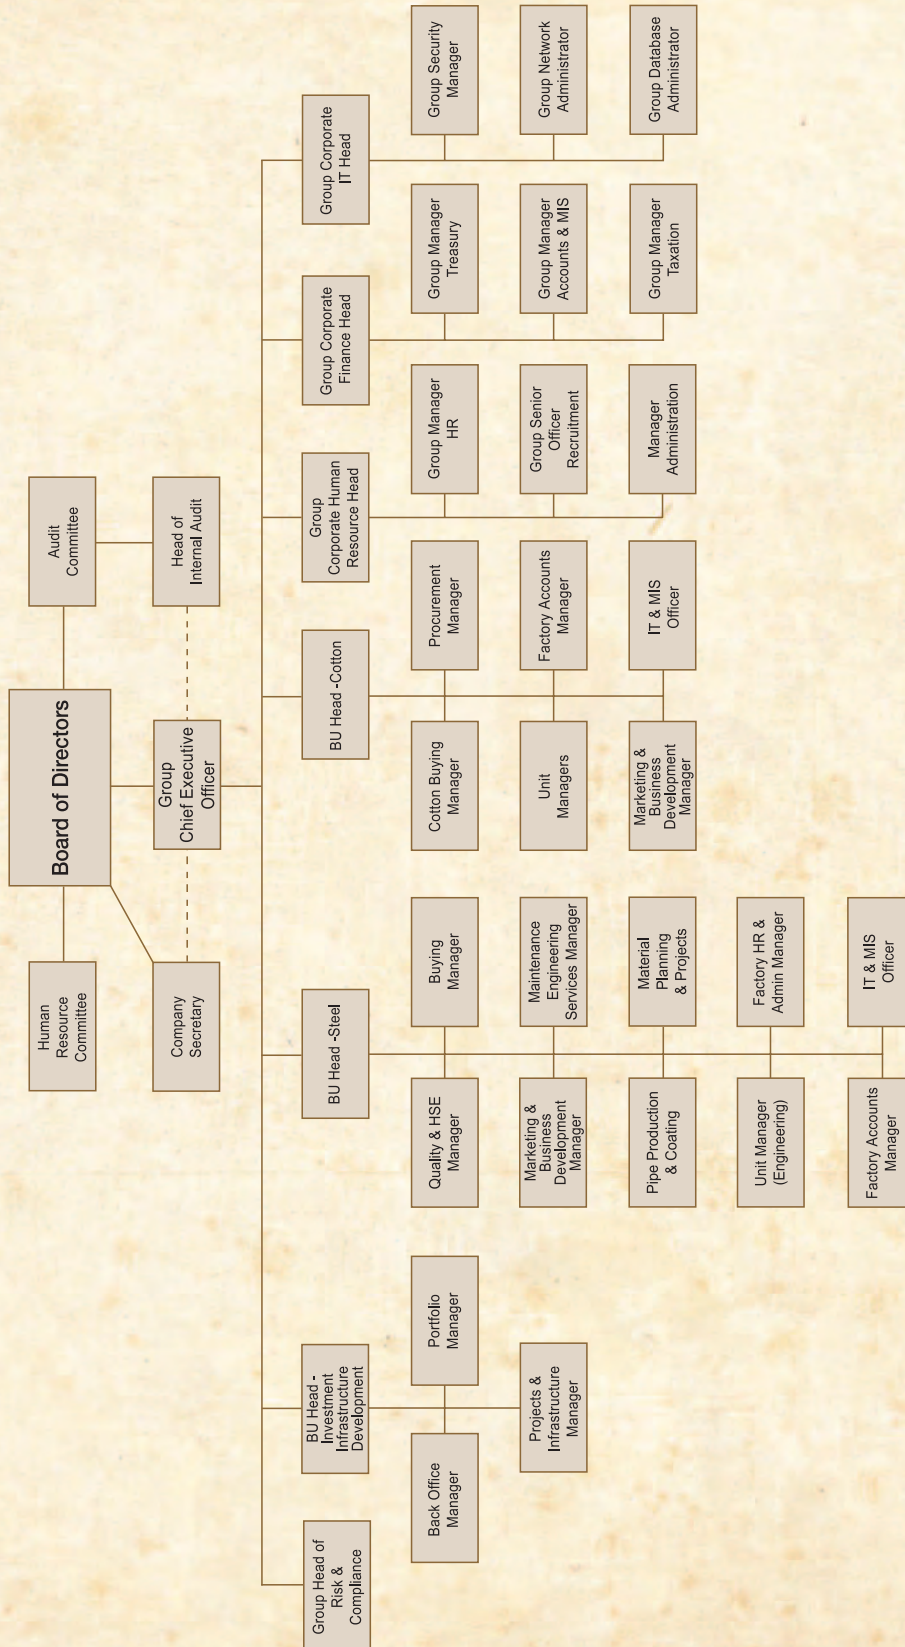 Board of Directors
Human
Resource
Committee
Audit
Committee
Company
Secretary
Group
Chief Executive
Officer
Head of
Internal Audit
Group Head of
Risk &
Compliance
BU Head -
Investment
Infrastructure
Development
BU Head -Steel
BU Head -Cotton
Group
Corporate Human
Resource Head
Group Corporate
Finance Head
Group Corporate
IT Head
Back Office
Manager
Portfolio
Manager
Projects &
Infrastructure
Manager
Quality & HSE
Manager
Buying
Manager
Marketing &
Business
Development
Manager
Maintenance
Engineering
Services Manager
Pipe Production
& Coating
Material
Planning
& Projects
Unit Manager
(Engineering)
Factory HR &
Admin Manager
Factory Accounts
Manager
IT & MIS
Officer
Cotton Buying
Manager
Procurement
Manager
Unit
Managers
Factory Accounts
Manager
Marketing &
Business
Development
Manager
IT & MIS
Officer
Group Manager
HR
Group Senior
Officer
Recruitment
Manager
Administration
Group Manager
Treasury
Group Manager
Accounts & MIS
Group Manager
Taxation
Group Security
Manager
Group Network
Administrator
Group Database
Administrator